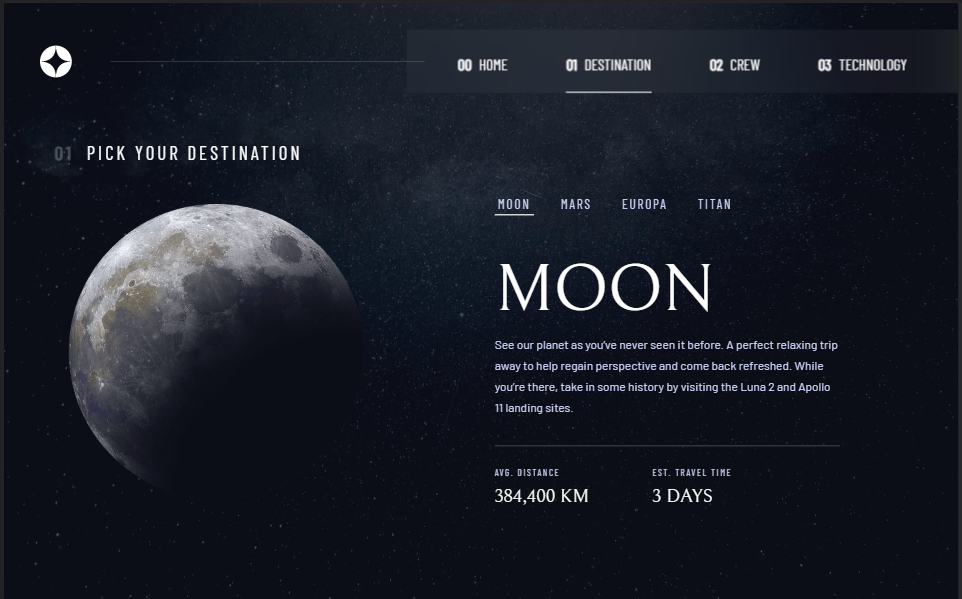 00 HOME 01 DESTINATION 02 CREW 03 TECHNOLOGY
01 PICK YOUR DESTINATION
MOON MARS EUROPA TITAN
MOON
See our planet as you’ve never seen it before. A perfect relaxing trip
away to help regain perspective and come back refreshed. While
you’re there, take in some history by visiting the Luna 2 and Apollo
11 landing sites.
AVG. DISTANCE EST. TRAVEL TIME
384,400 KM 3 DAYS